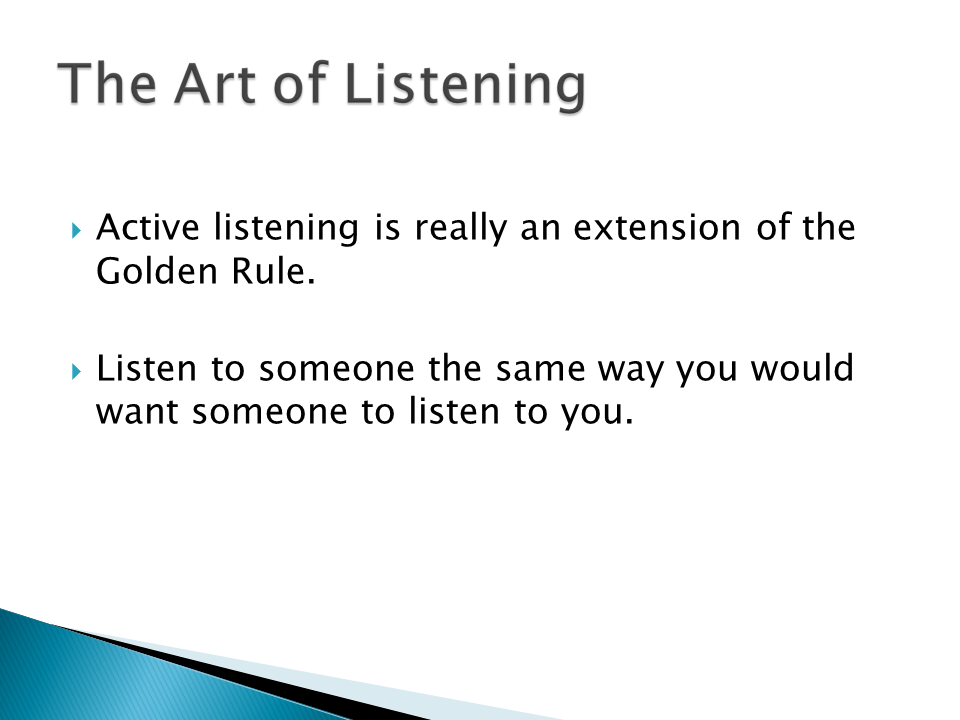 The Art of Listening
Active listening is really an extension of the
Golden Rule.
Listen to someone the same way you would
want someone to listen to you.